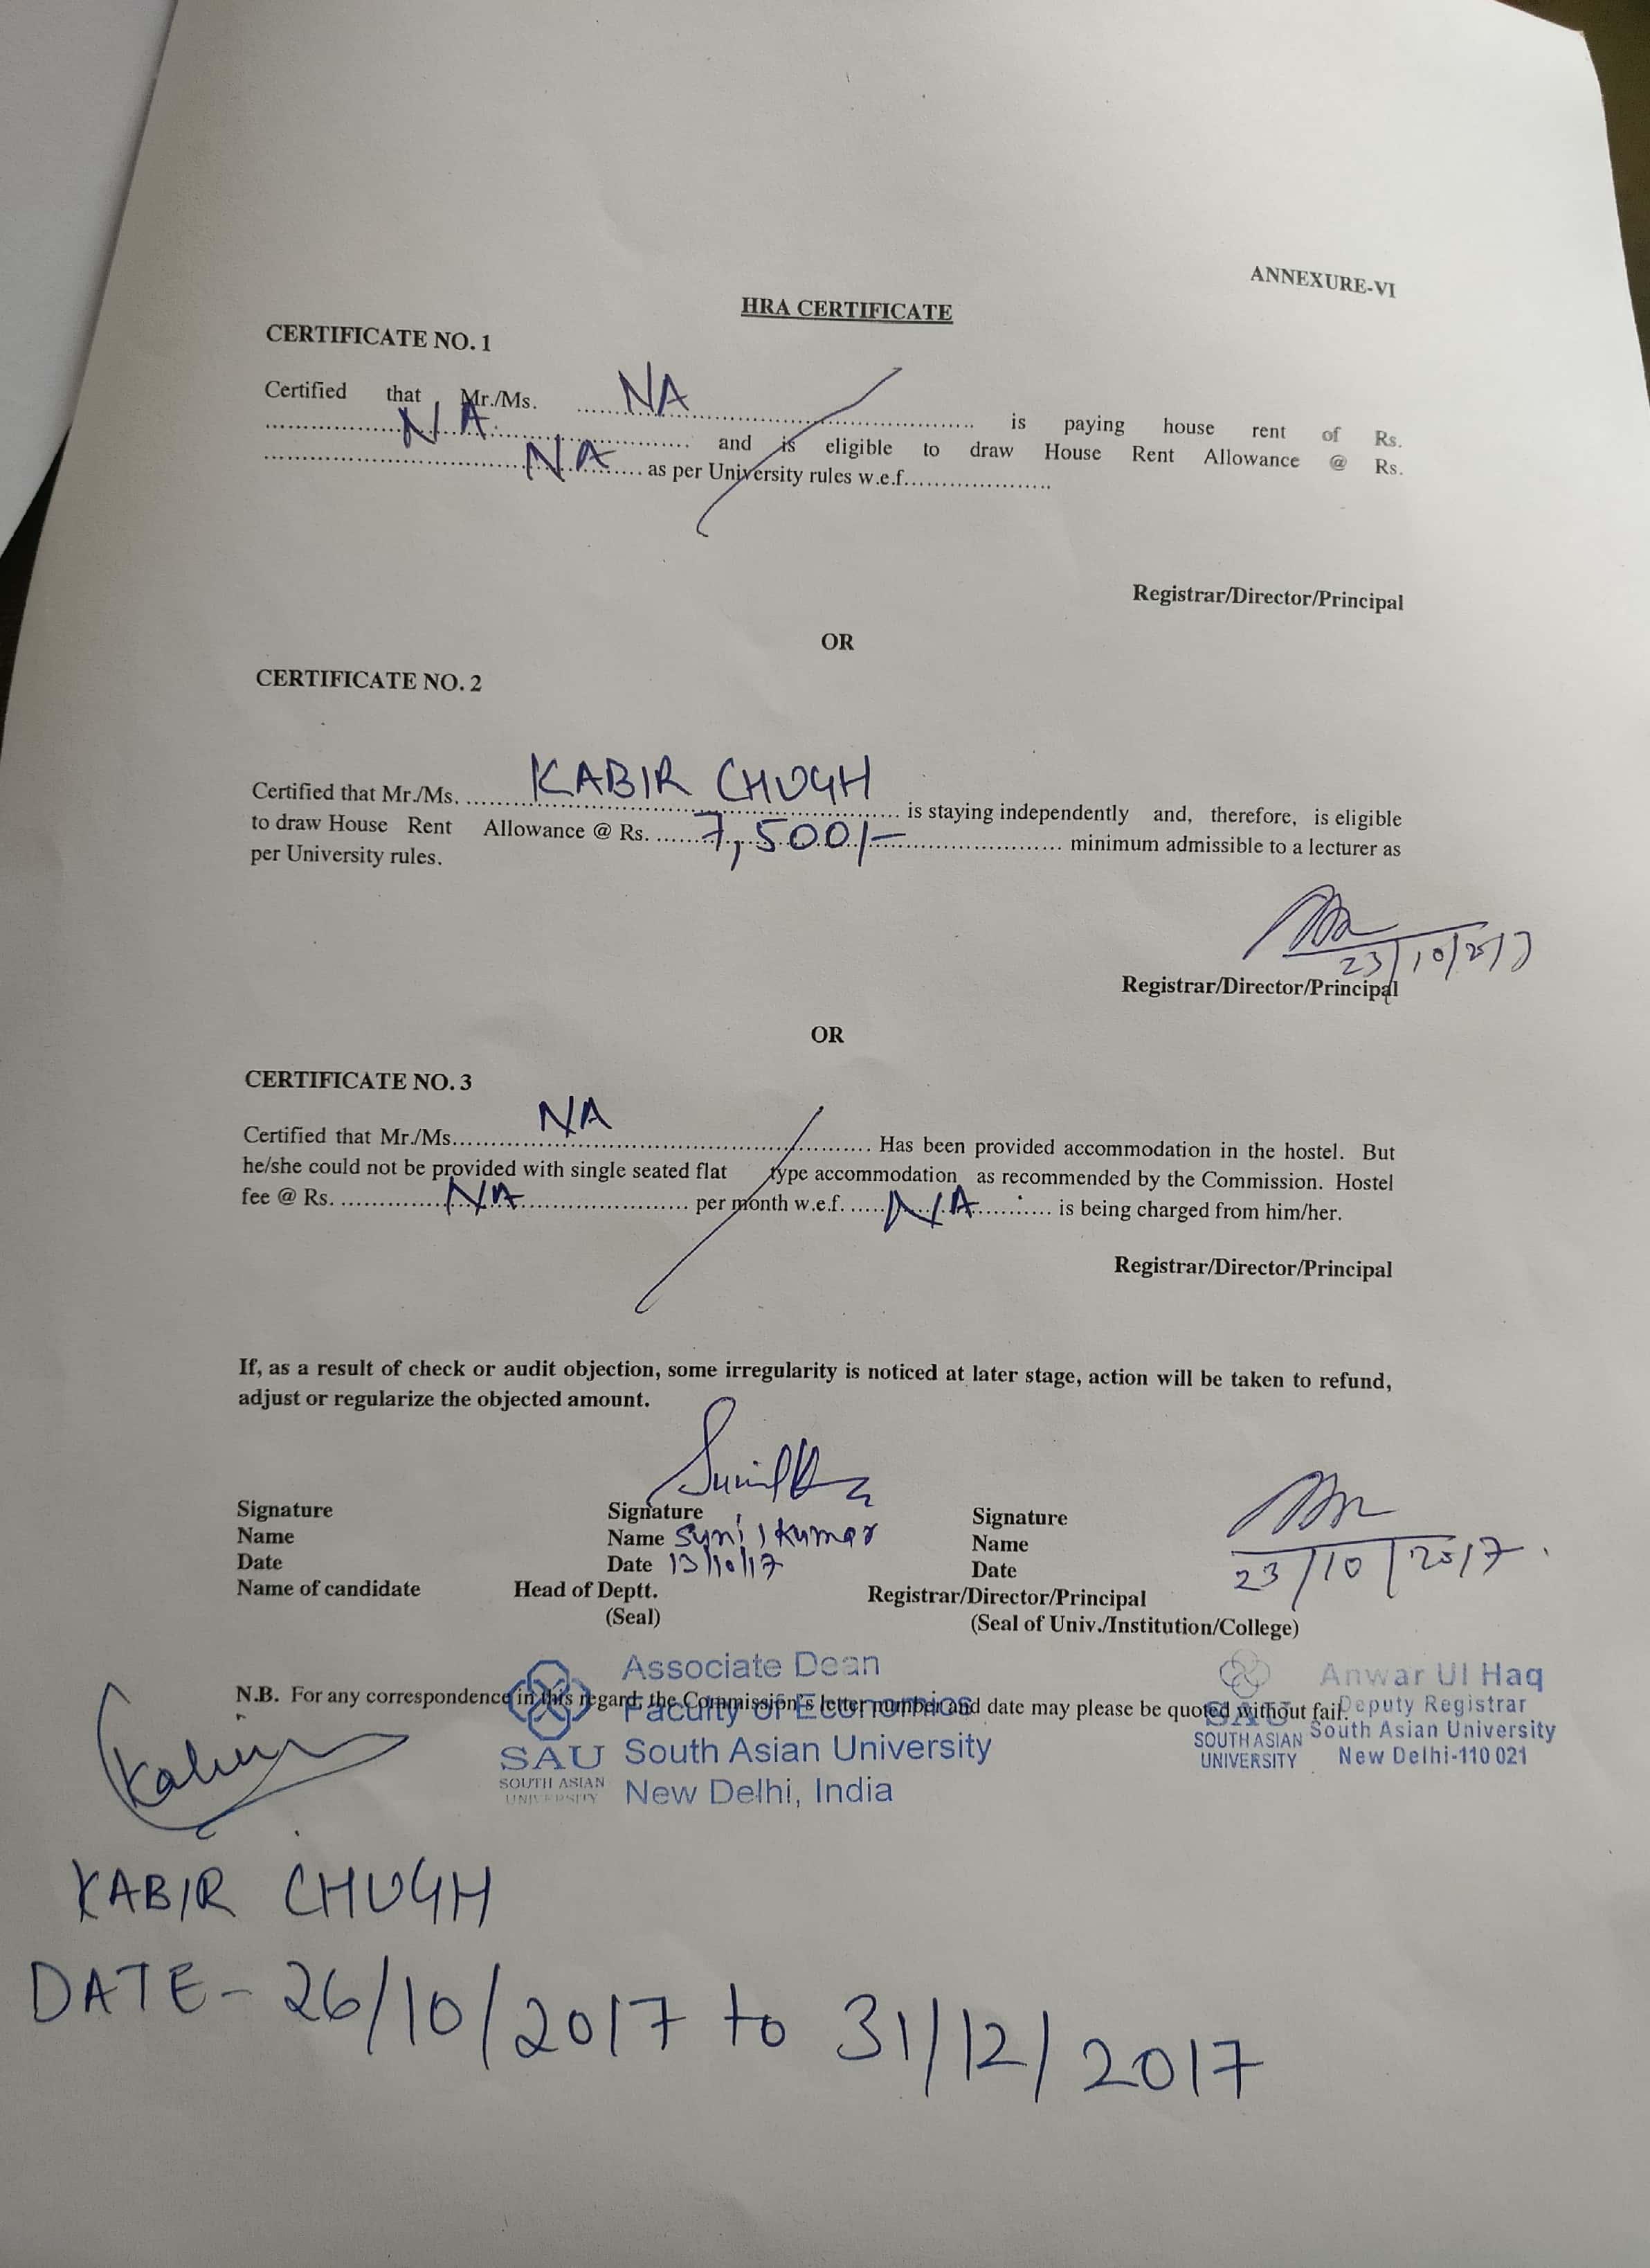 ANNEXURE-VI
HRA CERTIFICATE
CERTIFICATE NO. 1
Certified that Mr./Ms. .......NA.......................... is paying house rent of Rs.
...............NA.......................... and is eligible to draw House Rent Allowance @ Rs.
..............................NA...... as per University rules w.e.f.....................
Registrar/Director/Principal
OR
CERTIFICATE NO. 2
Certified that Mr./Ms. .......KABIR CHUGH....... is staying independently and, therefore, is eligible
to draw House Rent Allowance @ Rs. .......7,500/-........................ minimum admissible to a lecturer as
per University rules.
23/10/2017
Registrar/Director/Principal
OR
CERTIFICATE NO. 3
Certified that Mr./Ms..........NA............................ Has been provided accommodation in the hostel. But
he/she could not be provided with single seated flat type accommodation as recommended by the Commission. Hostel
fee @ Rs. ..............NA......................... per month w.e.f. .....NA............ is being charged from him/her.
Registrar/Director/Principal
If, as a result of check or audit objection, some irregularity is noticed at later stage, action will be taken to refund,
adjust or regularize the objected amount.
Signature
Name
Date
Name of candidate
Signature
Name Sunil Kumar
Date 13/10/17
Head of Deptt.
(Seal)
Signature
Name
Date
23/10/2017
Registrar/Director/Principal
(Seal of Univ./Institution/College)
N.B. For any correspondence in this regard, the Commission's letter number and date may please be quoted without fail.
SAU
SOUTH ASIAN
UNIVERSITY
Associate Dean
Faculty of Economics
South Asian University
New Delhi, India
SAU
SOUTH ASIAN
UNIVERSITY
Anwar Ul Haq
Deputy Registrar
South Asian University
New Delhi-110 021
Kabir
KABIR CHUGH
DATE - 26/10/2017 to 31/12/2017